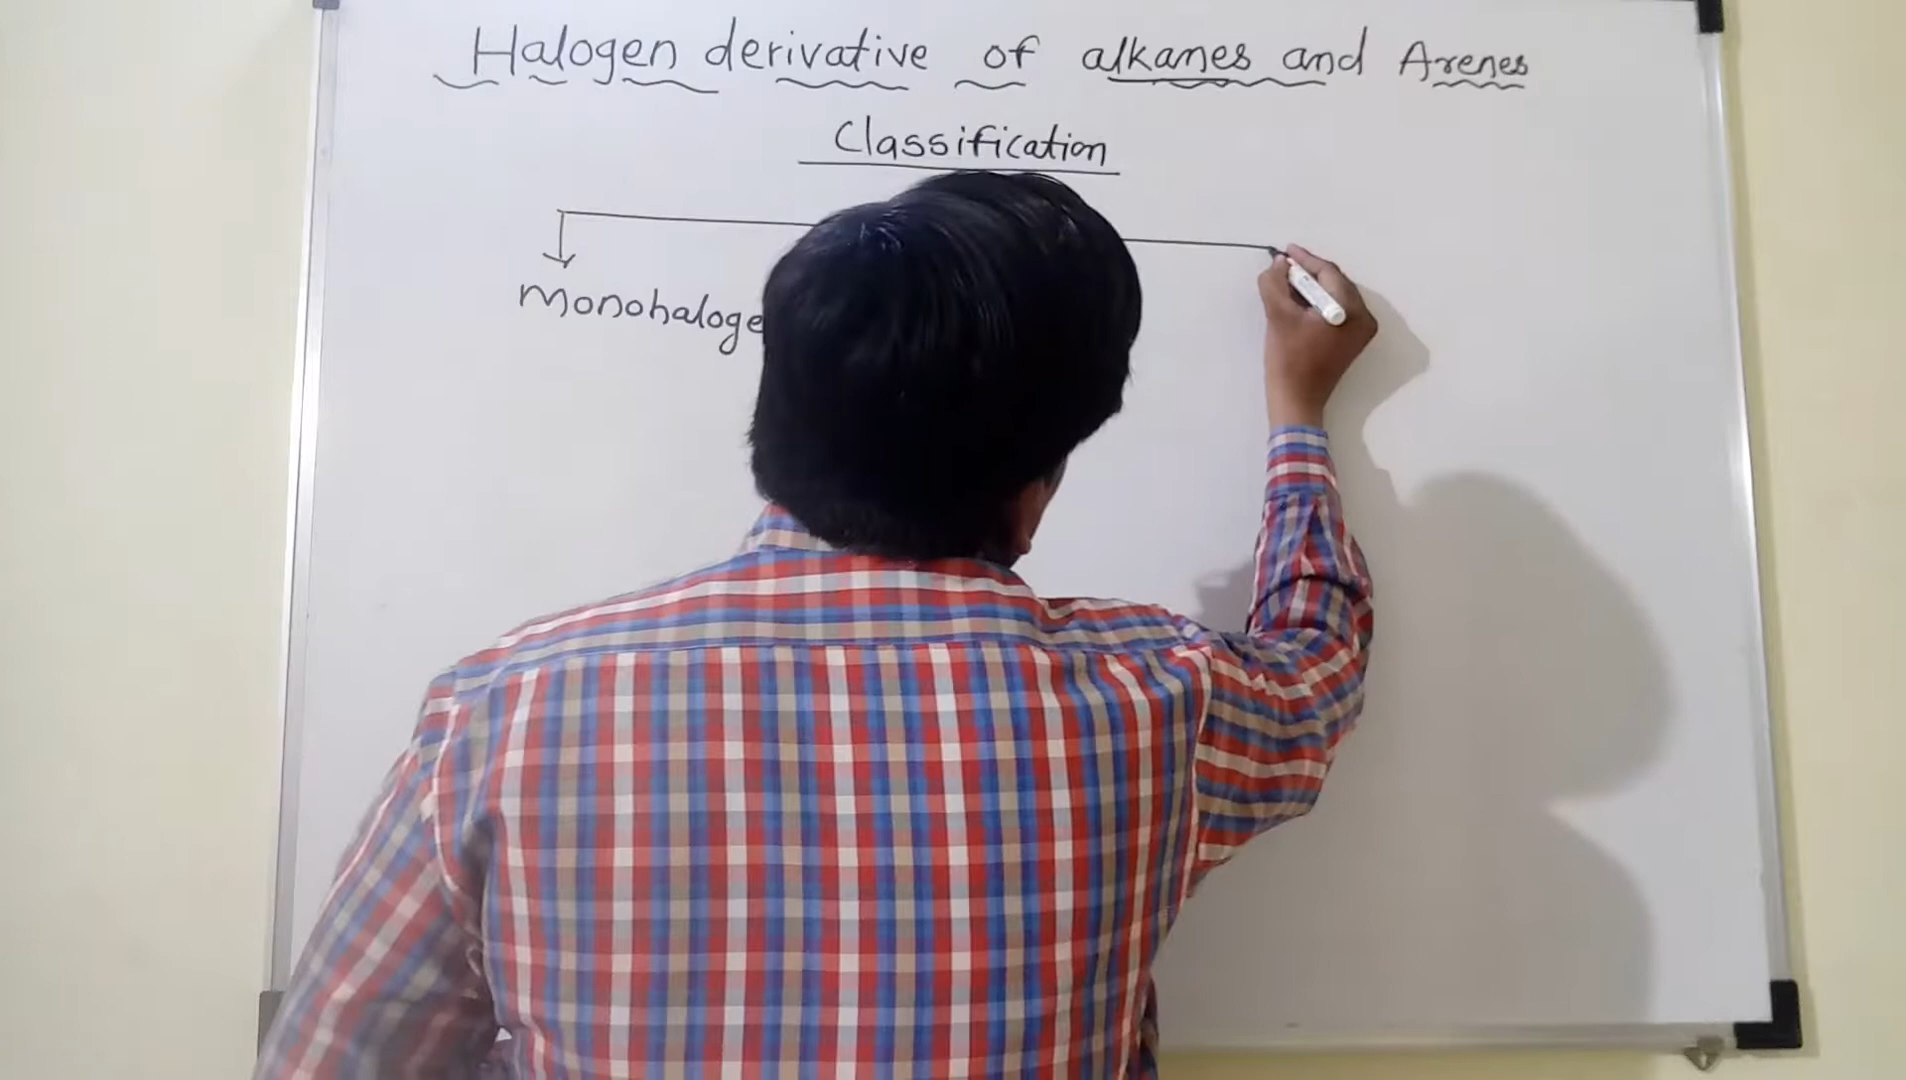 Halogen derivative of alkanes and Arenes
Classification
Monohaloge